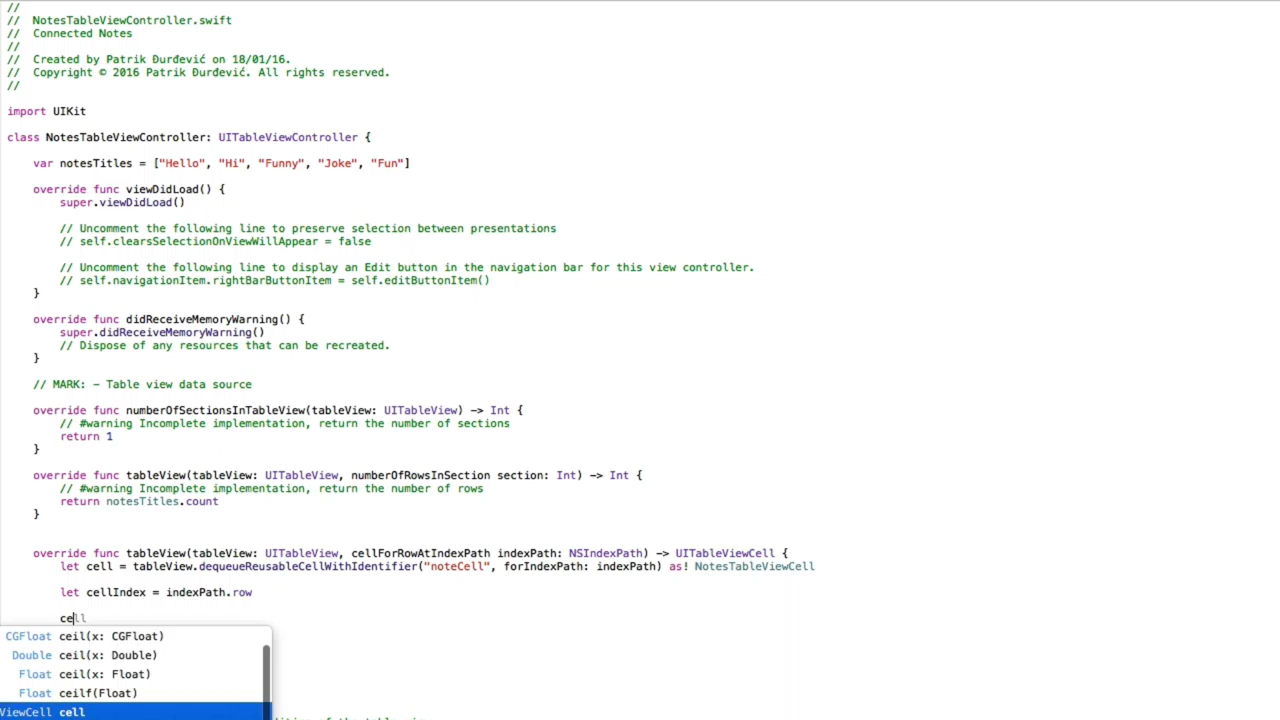 //
//  NotesTableViewController.swift
//  Connected Notes
//
//  Created by Patrik Đurđević on 18/01/16.
//  Copyright © 2016 Patrik Đurđević. All rights reserved.
//
import UIKit
class NotesTableViewController: UITableViewController {
    var notesTitles = ["Hello", "Hi", "Funny", "Joke", "Fun"]
    override func viewDidLoad() {
        super.viewDidLoad()
        // Uncomment the following line to preserve selection between presentations
        // self.clearsSelectionOnViewWillAppear = false
        // Uncomment the following line to display an Edit button in the navigation bar for this view controller.
        // self.navigationItem.rightBarButtonItem = self.editButtonItem()
    }
    override func didReceiveMemoryWarning() {
        super.didReceiveMemoryWarning()
        // Dispose of any resources that can be recreated.
    }
    // MARK: - Table view data source
    override func numberOfSectionsInTableView(tableView: UITableView) -> Int {
        // #warning Incomplete implementation, return the number of sections
        return 1
    }
    override func tableView(tableView: UITableView, numberOfRowsInSection section: Int) -> Int {
        // #warning Incomplete implementation, return the number of rows
        return notesTitles.count
    }
    override func tableView(tableView: UITableView, cellForRowAtIndexPath indexPath: NSIndexPath) -> UITableViewCell {
        let cell = tableView.dequeueReusableCellWithIdentifier("noteCell", forIndexPath: indexPath) as! NotesTableViewCell
        let cellIndex = indexPath.row
        cell
CGFloat ceil(x: CGFloat)
Double ceil(x: Double)
Float ceil(x: Float)
Float ceilf(Float)
ViewCell cell
of the table view